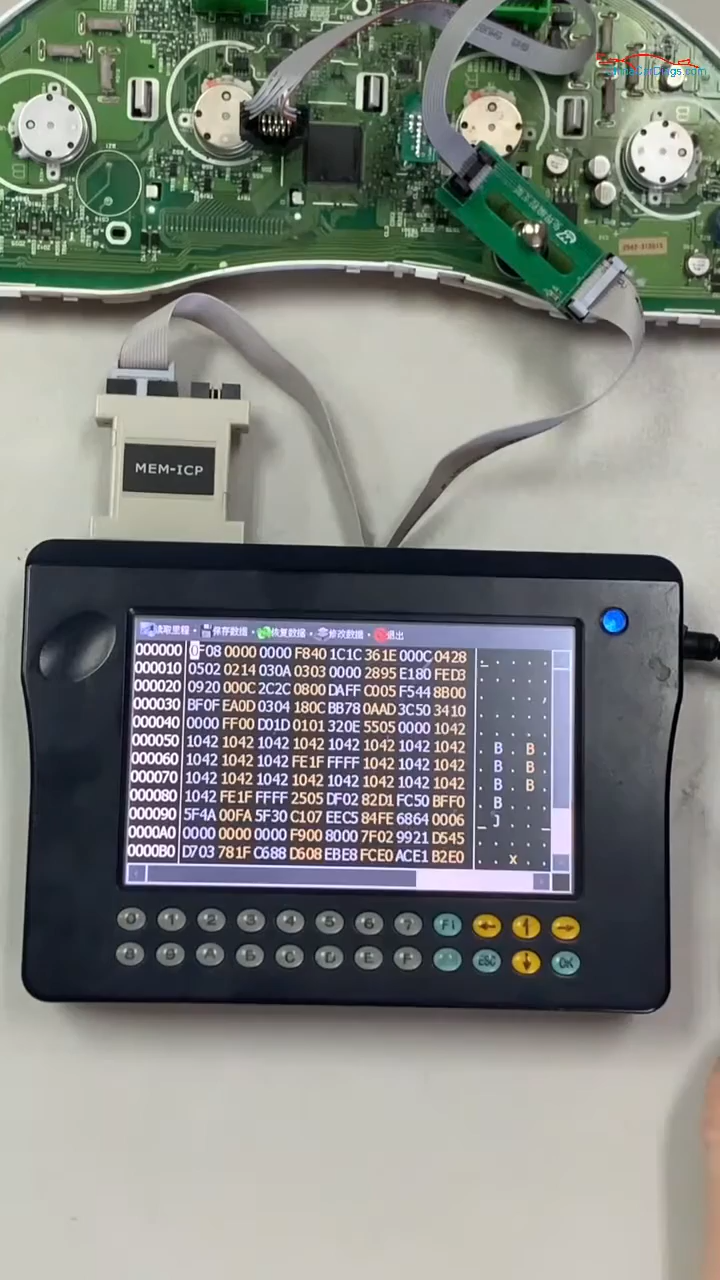 MEM-ICP
读取里程 保存数据 恢复数据 修改数据 退出
000000 0F08 0000 0000 F840 1C1C 361E 000C 0428
000010 0502 0214 030A 0303 0000 2895 E180 FED3
000020 0920 000C 2C2C 0800 DAFF C005 F544 8B00
000030 BF0F EA0D 0304 180C BB78 0AAD 3C50 3410
000040 0000 FF00 D01D 0101 320E 5505 0000 1042
000050 1042 1042 1042 1042 1042 1042 1042 1042 . B . B .
000060 1042 1042 1042 FE1F FFFF 1042 1042 1042 . B . B .
000070 1042 1042 1042 1042 1042 1042 1042 1042 . B . B .
000080 1042 FE1F FFFF 2505 DF02 82D1 FC50 BFF0 . B . . .
000090 5F4A 00FA 5F30 C107 EEC5 84FE 6864 0006 _ J . . _
0000A0 0000 0000 0000 F900 8000 7F02 9921 D545
0000B0 D703 781F C688 D608 EBE8 FCE0 ACE1 B2E0 . . x . .
0 1 2 3 4 5 6 7 F1 ← ↑ →
8 9 A B C D E F ESC ↓ OK